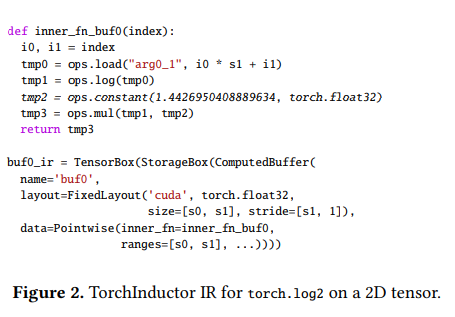 def inner_fn_buf0(index):
  i0, i1 = index
  tmp0 = ops.load("arg0_1", i0 * s1 + i1)
  tmp1 = ops.log(tmp0)
  tmp2 = ops.constant(1.4426950408889634, torch.float32)
  tmp3 = ops.mul(tmp1, tmp2)
  return tmp3

buf0_ir = TensorBox(StorageBox(ComputedBuffer(
  name='buf0',
  layout=FixedLayout('cuda', torch.float32,
                     size=[s0, s1], stride=[s1, 1]),
  data=Pointwise(inner_fn=inner_fn_buf0,
                 ranges=[s0, s1], ...))))

Figure 2. TorchInductor IR for torch.log2 on a 2D tensor.